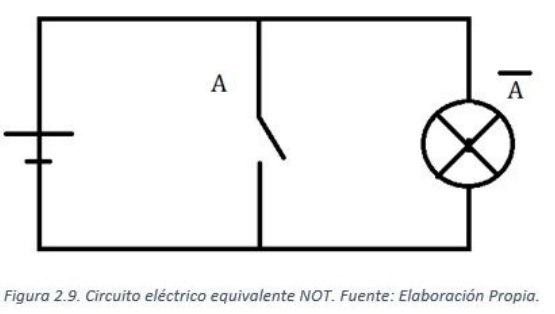 A
A̅
Figura 2.9. Circuito eléctrico equivalente NOT. Fuente: Elaboración Propia.